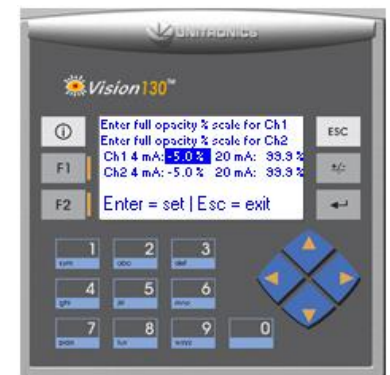 UNITRONICS
Vision130™
Enter full opacity % scale for Ch1
Enter full opacity % scale for Ch2
Ch1 4 mA: -5.0 % 20 mA: 99.9 %
Ch2 4 mA: -5.0 % 20 mA: 99.9 %
Enter = set | Esc = exit
i
ESC
F1
+/-
F2
1
2 abc
3 def
4 ghi
5 jkl
6 mno
7
8 tuv
9 wxyz
0